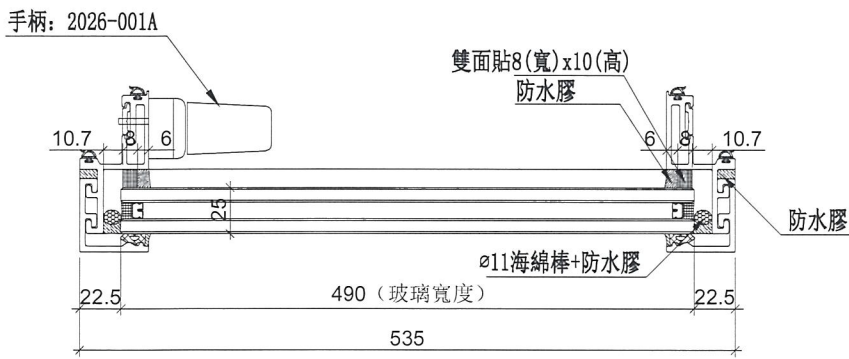 手柄：2026-001A
雙面貼8(寬)x10(高)
防水膠
10.7 8 6
6 8 10.7
25
防水膠
⌀11海綿棒+防水膠
22.5 490（玻璃寬度） 22.5
535